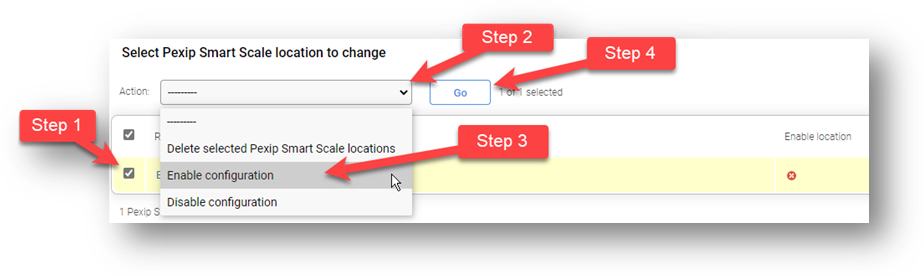 Step 2
Select Pexip Smart Scale location to change
Step 4
Action:
---------
Go
1 of 1 selected
Step 1
---------
Enable location
Step 3
Delete selected Pexip Smart Scale locations
Enable configuration
Disable configuration
1 Pexip S